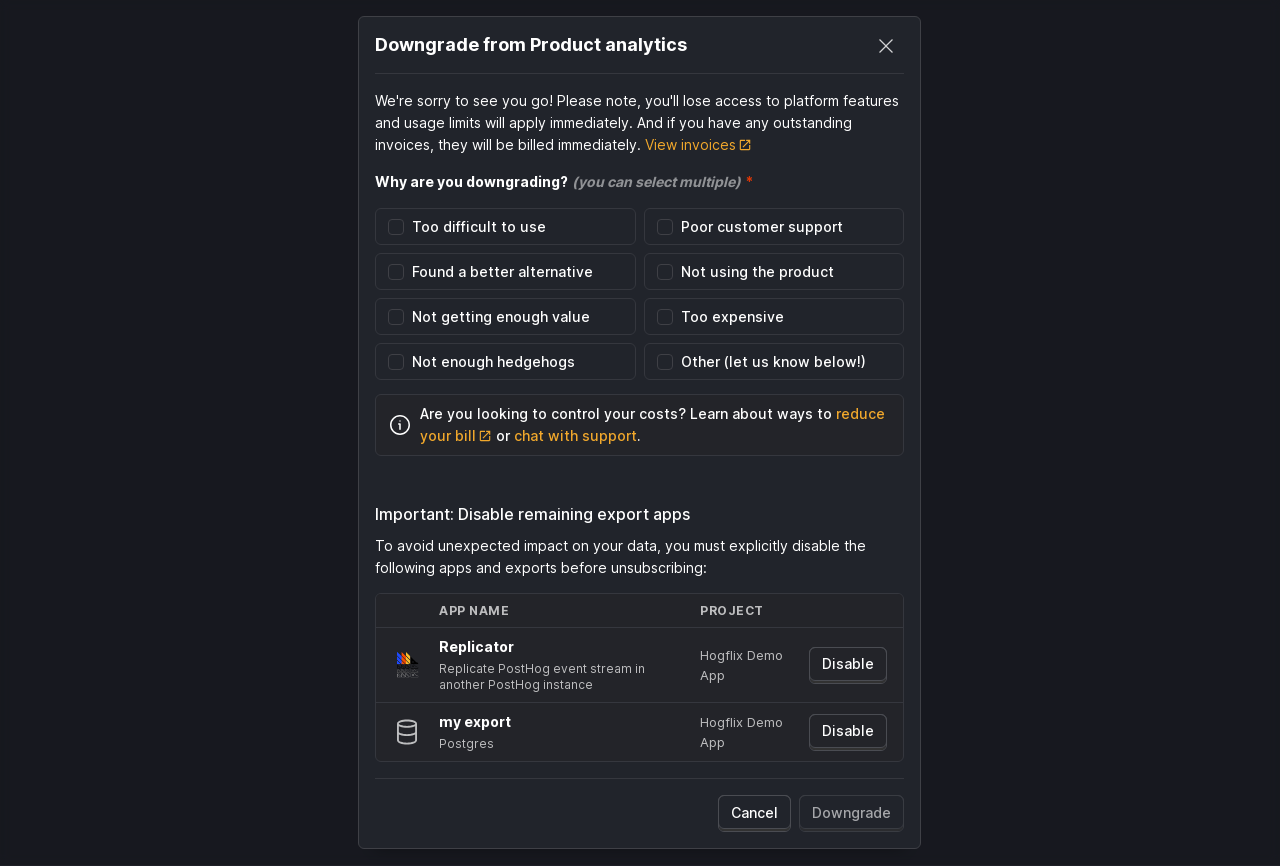 Downgrade from Product analytics
We're sorry to see you go! Please note, you'll lose access to platform features
and usage limits will apply immediately. And if you have any outstanding
invoices, they will be billed immediately. View invoices
Why are you downgrading? (you can select multiple) *
Too difficult to use
Poor customer support
Found a better alternative
Not using the product
Not getting enough value
Too expensive
Not enough hedgehogs
Other (let us know below!)
Are you looking to control your costs? Learn about ways to reduce
your bill or chat with support.
Important: Disable remaining export apps
To avoid unexpected impact on your data, you must explicitly disable the
following apps and exports before unsubscribing:
APP NAME
PROJECT
Replicator
Replicate PostHog event stream in
another PostHog instance
Hogflix Demo
App
Disable
my export
Postgres
Hogflix Demo
App
Disable
Cancel
Downgrade